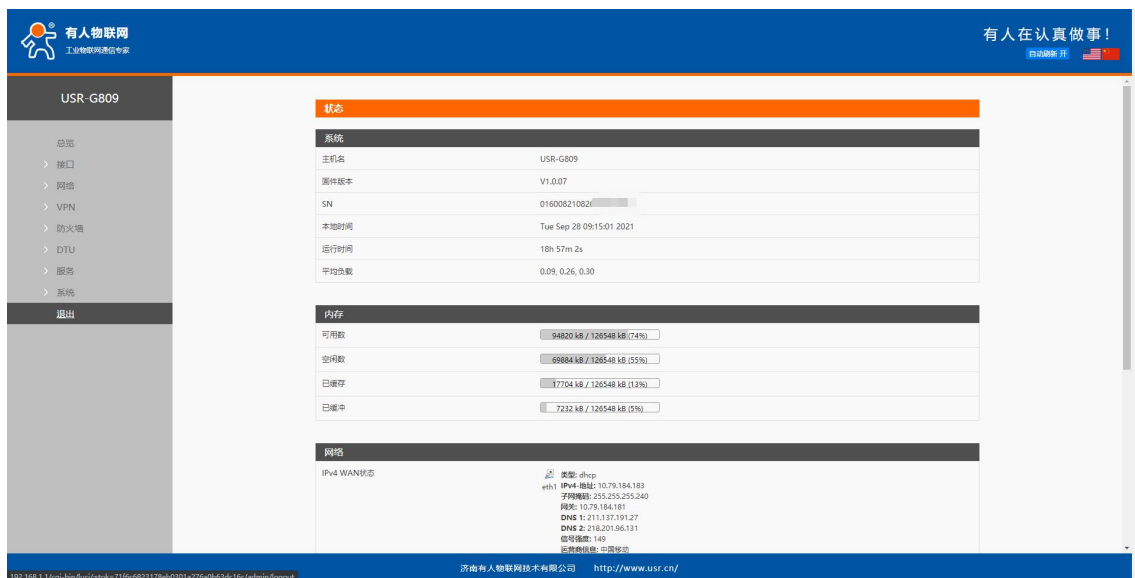 有人物联网
工业物联网通信专家
有人在认真做事！
自动刷新 开
USR-G809
总览
接口
网络
VPN
防火墙
DTU
服务
系统
退出
状态
系统
主机名 USR-G809
固件版本 V1.0.07
SN 01600821082
本地时间 Tue Sep 28 09:15:01 2021
运行时间 18h 57m 2s
平均负载 0.09, 0.26, 0.30
内存
可用数 94820 kB / 126548 kB (74%)
空闲数 69884 kB / 126548 kB (55%)
已缓存 17704 kB / 126548 kB (13%)
已缓冲 7232 kB / 126548 kB (5%)
网络
IPv4 WAN状态
类型: dhcp
eth1 IPv4-地址: 10.79.184.183
子网掩码: 255.255.255.240
网关: 10.79.184.181
DNS 1: 211.137.191.27
DNS 2: 218.201.96.131
信号强度: 149
运营商信息: 中国移动
济南有人物联网技术有限公司 http://www.usr.cn/